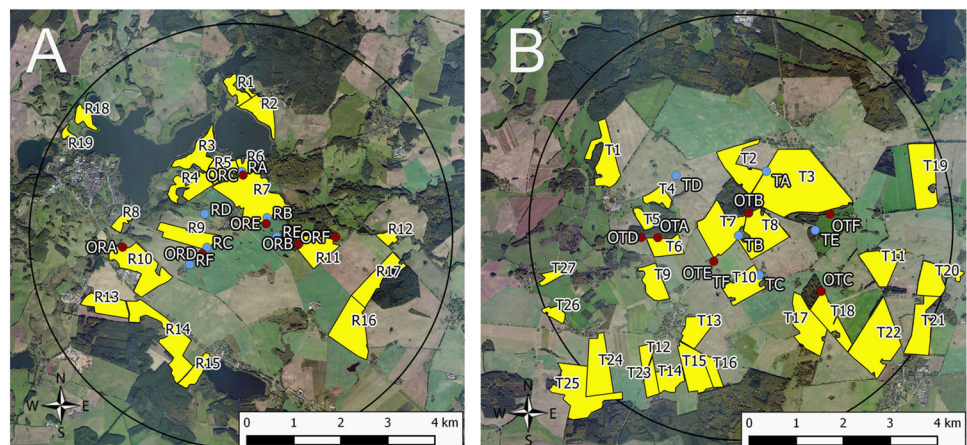 A
R1
R2
R18
R19
R3
R5
R6
ORC
RA
R4
R7
R8
RD
RB
ORE
R9
RE
RC
ORB
ORF
R12
ORA
ORD
RF
R11
R10
R17
R13
R14
R16
R15
N
W E
S
0 1 2 3 4 km
B
T1
T2
TA
T3
T19
TD
T4
OTB
T5
OTA
T7
T8
OTF
OTD
T6
TB
TE
OTE
T27
T9
TF
T10
TC
OTC
T11
T20
T26
T17
T18
T13
T22
T21
T24
T12
T25
T23
T14
T15
T16
N
W E
S
0 1 2 3 4 km